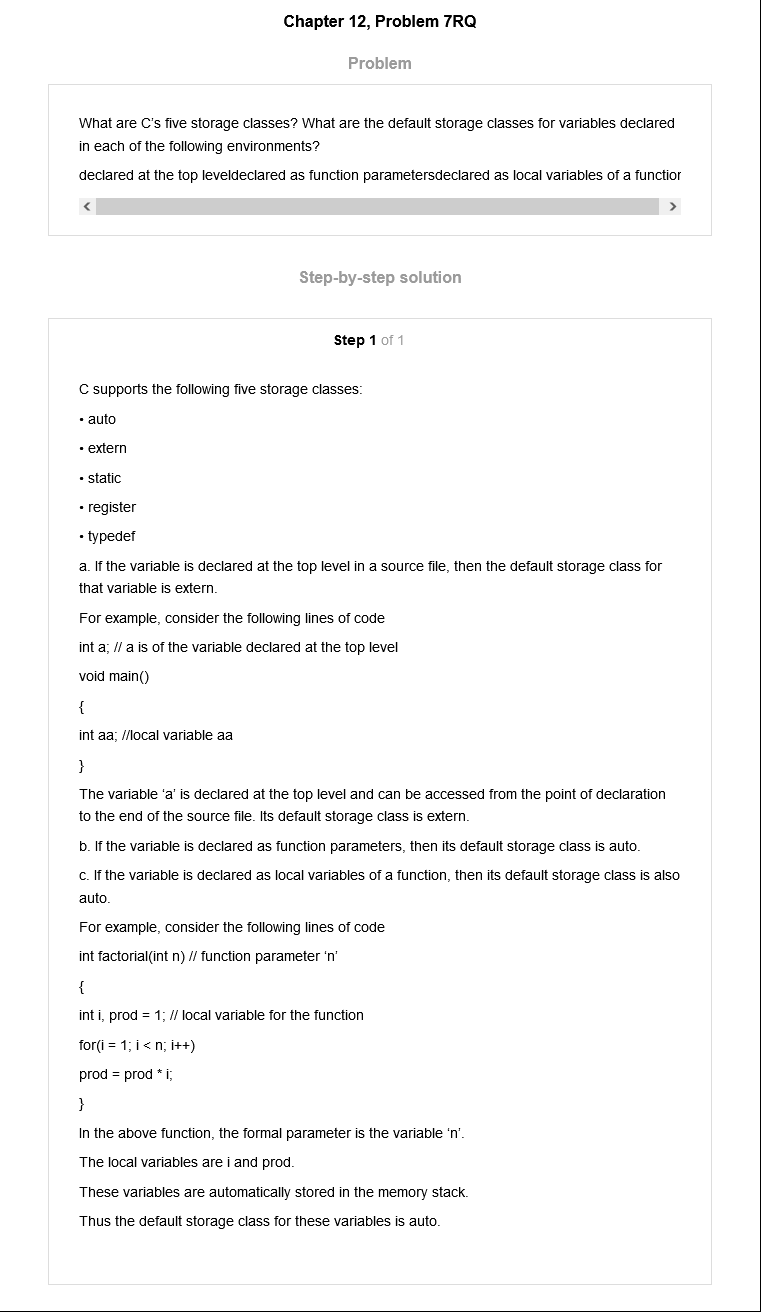 Chapter 12, Problem 7RQ
Problem
What are C's five storage classes? What are the default storage classes for variables declared
in each of the following environments?
declared at the top leveldeclared as function parametersdeclared as local variables of a function
Step-by-step solution
Step 1 of 1
C supports the following five storage classes:
• auto
• extern
• static
• register
• typedef
a. If the variable is declared at the top level in a source file, then the default storage class for
that variable is extern.
For example, consider the following lines of code
int a; // a is of the variable declared at the top level
void main()
{
int aa; //local variable aa
}
The variable ‘a’ is declared at the top level and can be accessed from the point of declaration
to the end of the source file. Its default storage class is extern.
b. If the variable is declared as function parameters, then its default storage class is auto.
c. If the variable is declared as local variables of a function, then its default storage class is also
auto.
For example, consider the following lines of code
int factorial(int n) // function parameter ‘n’
{
int i, prod = 1; // local variable for the function
for(i = 1; i < n; i++)
prod = prod * i;
}
In the above function, the formal parameter is the variable ‘n’.
The local variables are i and prod.
These variables are automatically stored in the memory stack.
Thus the default storage class for these variables is auto.